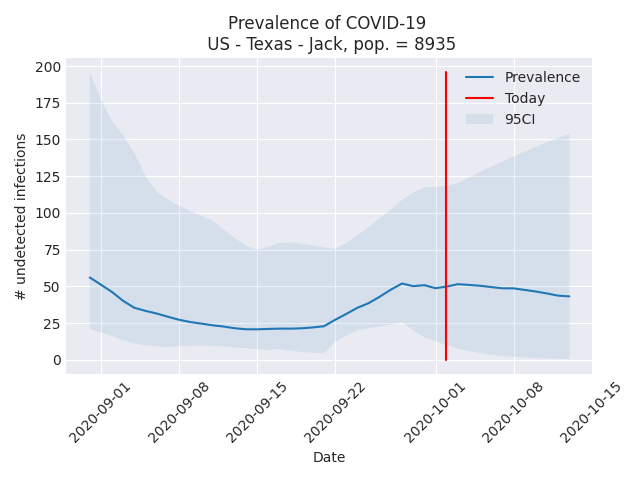 Prevalence of COVID-19
US - Texas - Jack, pop. = 8935
200
175
150
125
100
75
50
25
0
# undetected infections
Prevalence
Today
95CI
2020-09-01
2020-09-08
2020-09-15
2020-09-22
2020-10-01
2020-10-08
2020-10-15
Date